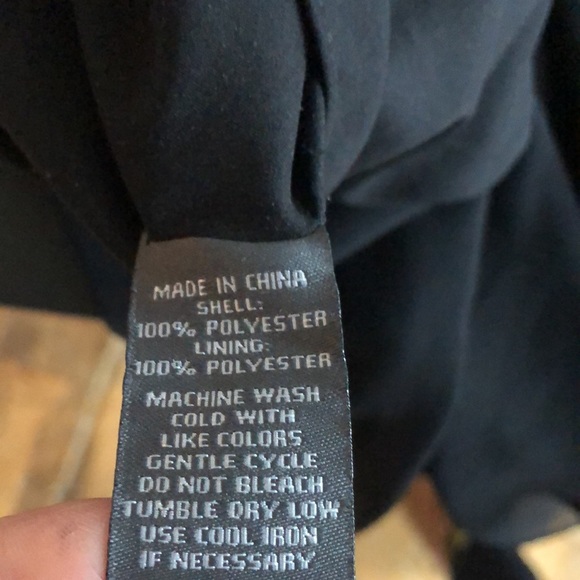 MADE IN CHINA
SHELL:
100% POLYESTER
LINING:
100% POLYESTER
MACHINE WASH
COLD WITH
LIKE COLORS
GENTLE CYCLE
DO NOT BLEACH
TUMBLE DRY LOW
USE COOL IRON
IF NECESSARY